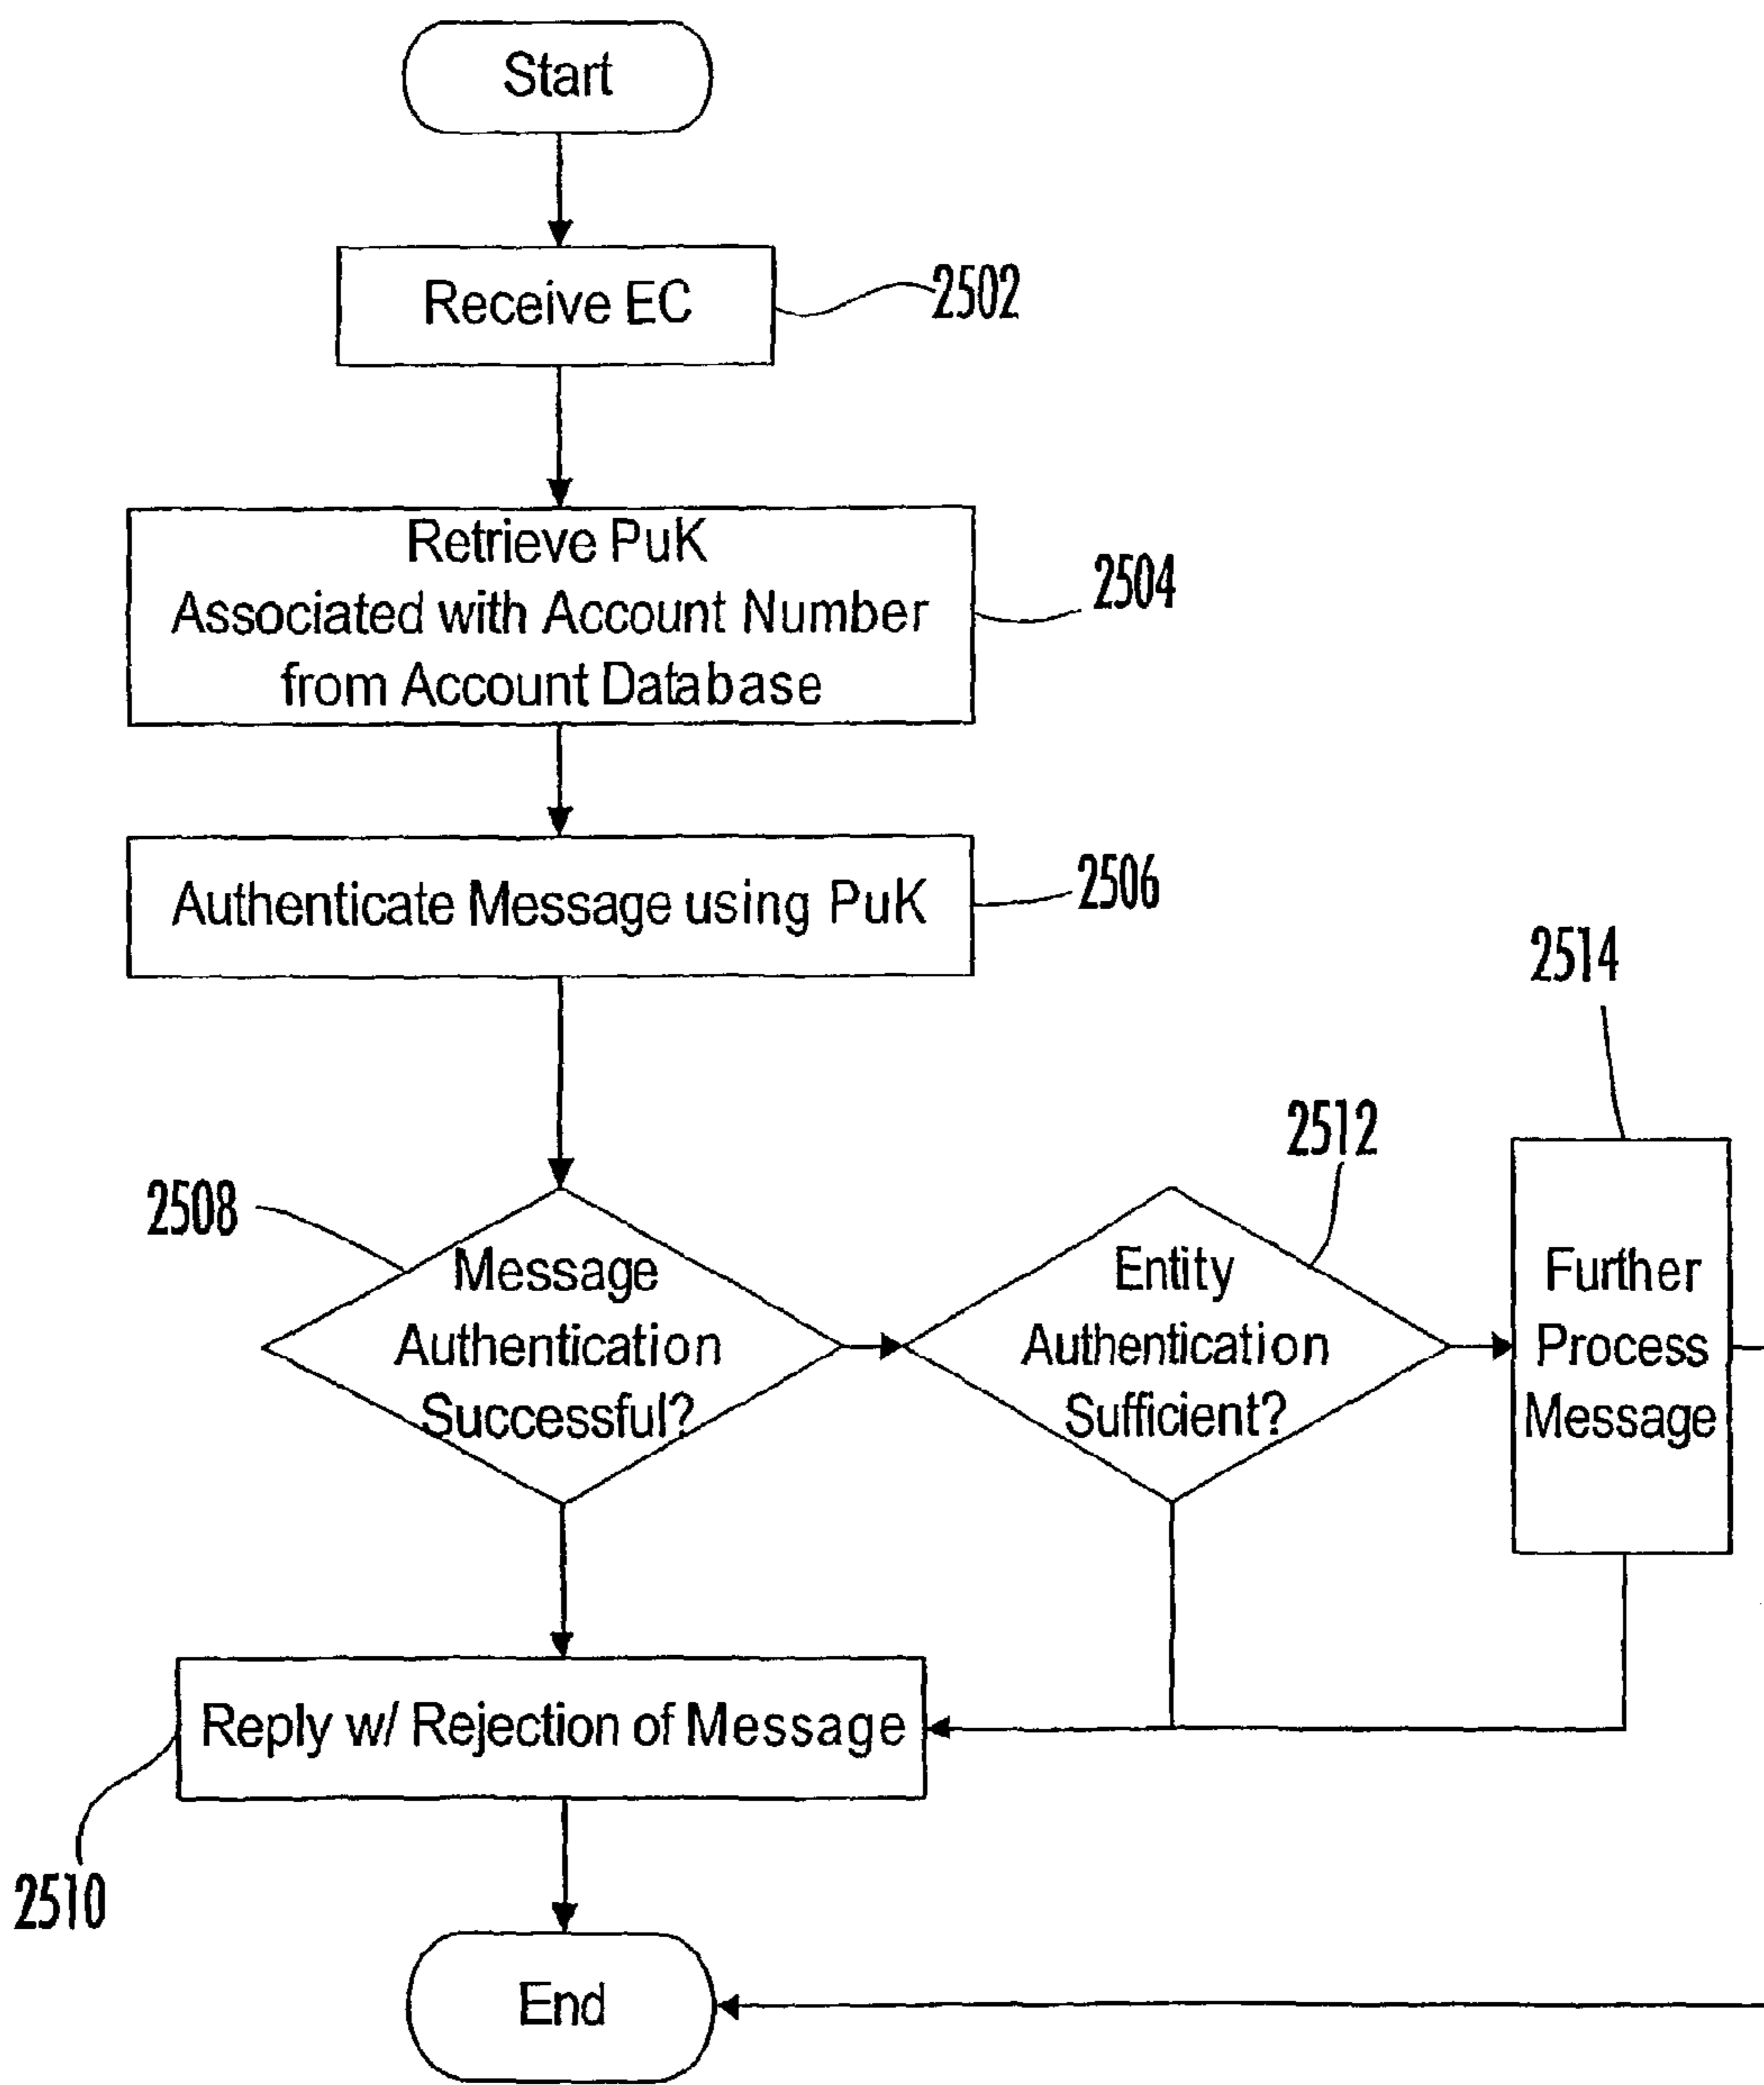 Start
Receive EC
2502
Retrieve PuK
Associated with Account Number
from Account Database
2504
Authenticate Message using PuK
2506
2514
2512
2508
Message
Authentication
Successful?
Entity
Authentication
Sufficient?
Further
Process
Message
Reply w/ Rejection of Message
2510
End